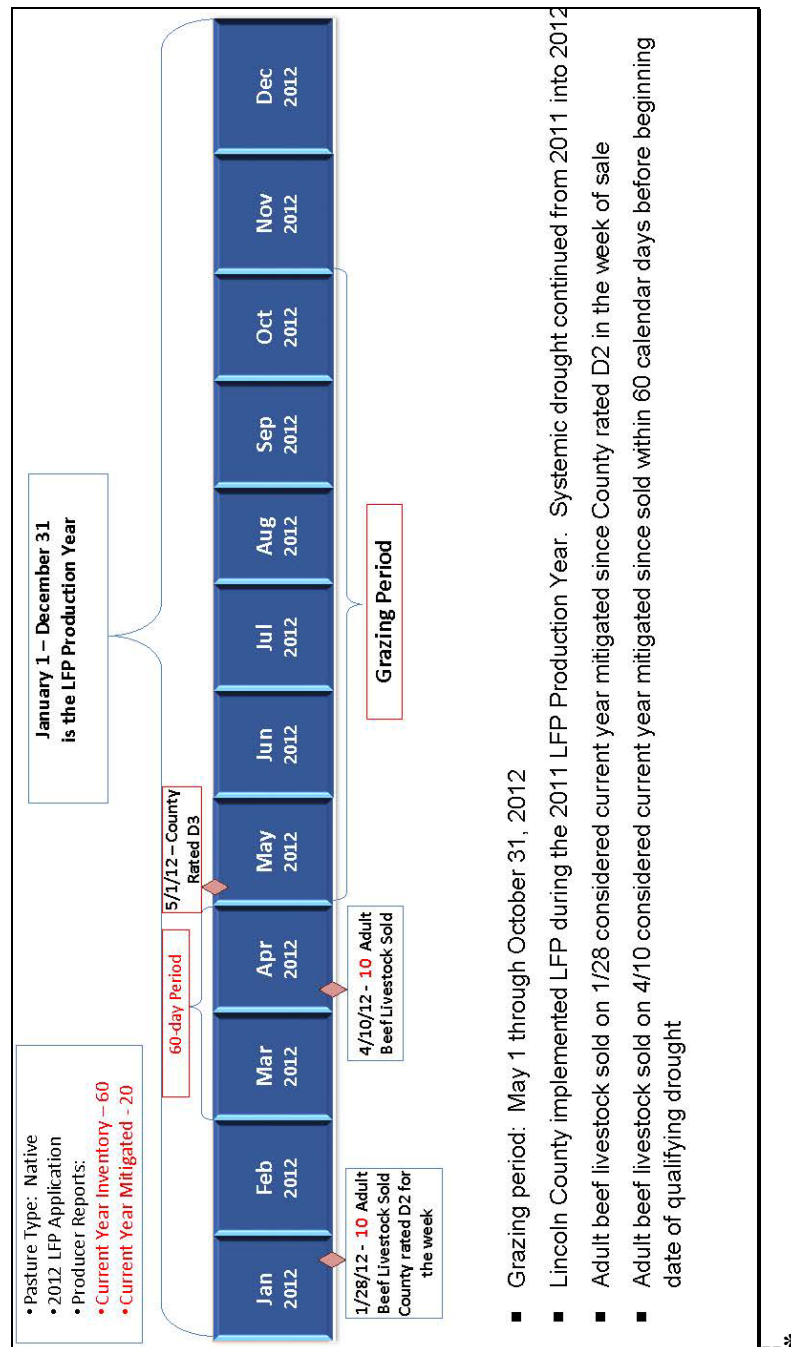 • Pasture Type: Native
• 2012 LFP Application
• Producer Reports:
• Current Year Inventory – 60
• Current Year Mitigated - 20
January 1 – December 31
is the LFP Production Year
60-day Period
5/1/12 – County
Rated D3
Jan
2012
Feb
2012
Mar
2012
Apr
2012
May
2012
Jun
2012
Jul
2012
Aug
2012
Sep
2012
Oct
2012
Nov
2012
Dec
2012
1/28/12 - 10 Adult
Beef Livestock Sold
County rated D2 for
the week
4/10/12 - 10 Adult
Beef Livestock Sold
Grazing Period
▪ Grazing period: May 1 through October 31, 2012
▪ Lincoln County implemented LFP during the 2011 LFP Production Year. Systemic drought continued from 2011 into 2012
▪ Adult beef livestock sold on 1/28 considered current year mitigated since County rated D2 in the week of sale
▪ Adult beef livestock sold on 4/10 considered current year mitigated since sold within 60 calendar days before beginning
date of qualifying drought
--*